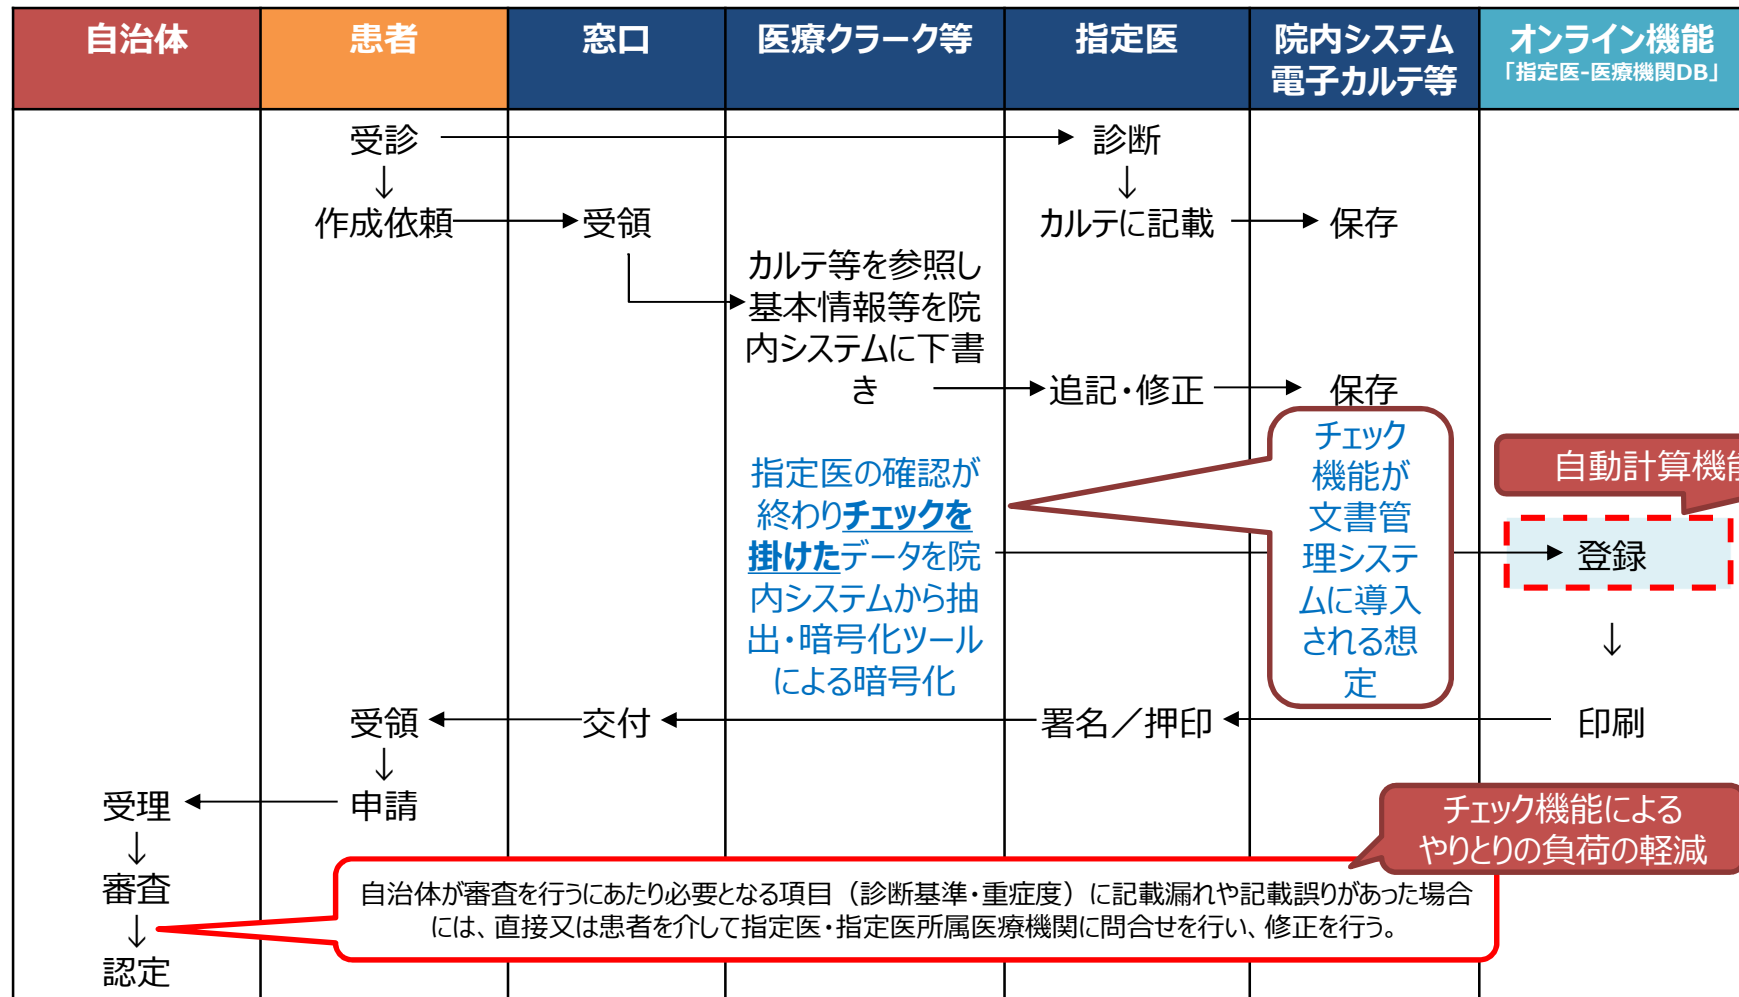 自治体
患者
窓口
医療クラーク等
指定医
院内システム
電子カルテ等
オンライン機能
「指定医-医療機関DB」
受診
診断
↓
↓
作成依頼
受領
カルテに記載
保存
カルテ等を参照し
基本情報等を院
内システムに下書
き
追記・修正
保存
チェック
機能が
文書管
理システ
ムに導入
される想
定
自動計算機能
指定医の確認が
終わりチェックを
掛けたデータを院
内システムから抽
出・暗号化ツール
による暗号化
登録
↓
受領
交付
署名／押印
印刷
↓
受理
申請
↓
審査
↓
認定
チェック機能による
やりとりの負荷の軽減
自治体が審査を行うにあたり必要となる項目（診断基準・重症度）に記載漏れや記載誤りがあった場合
には、直接又は患者を介して指定医・指定医所属医療機関に問合せを行い、修正を行う。